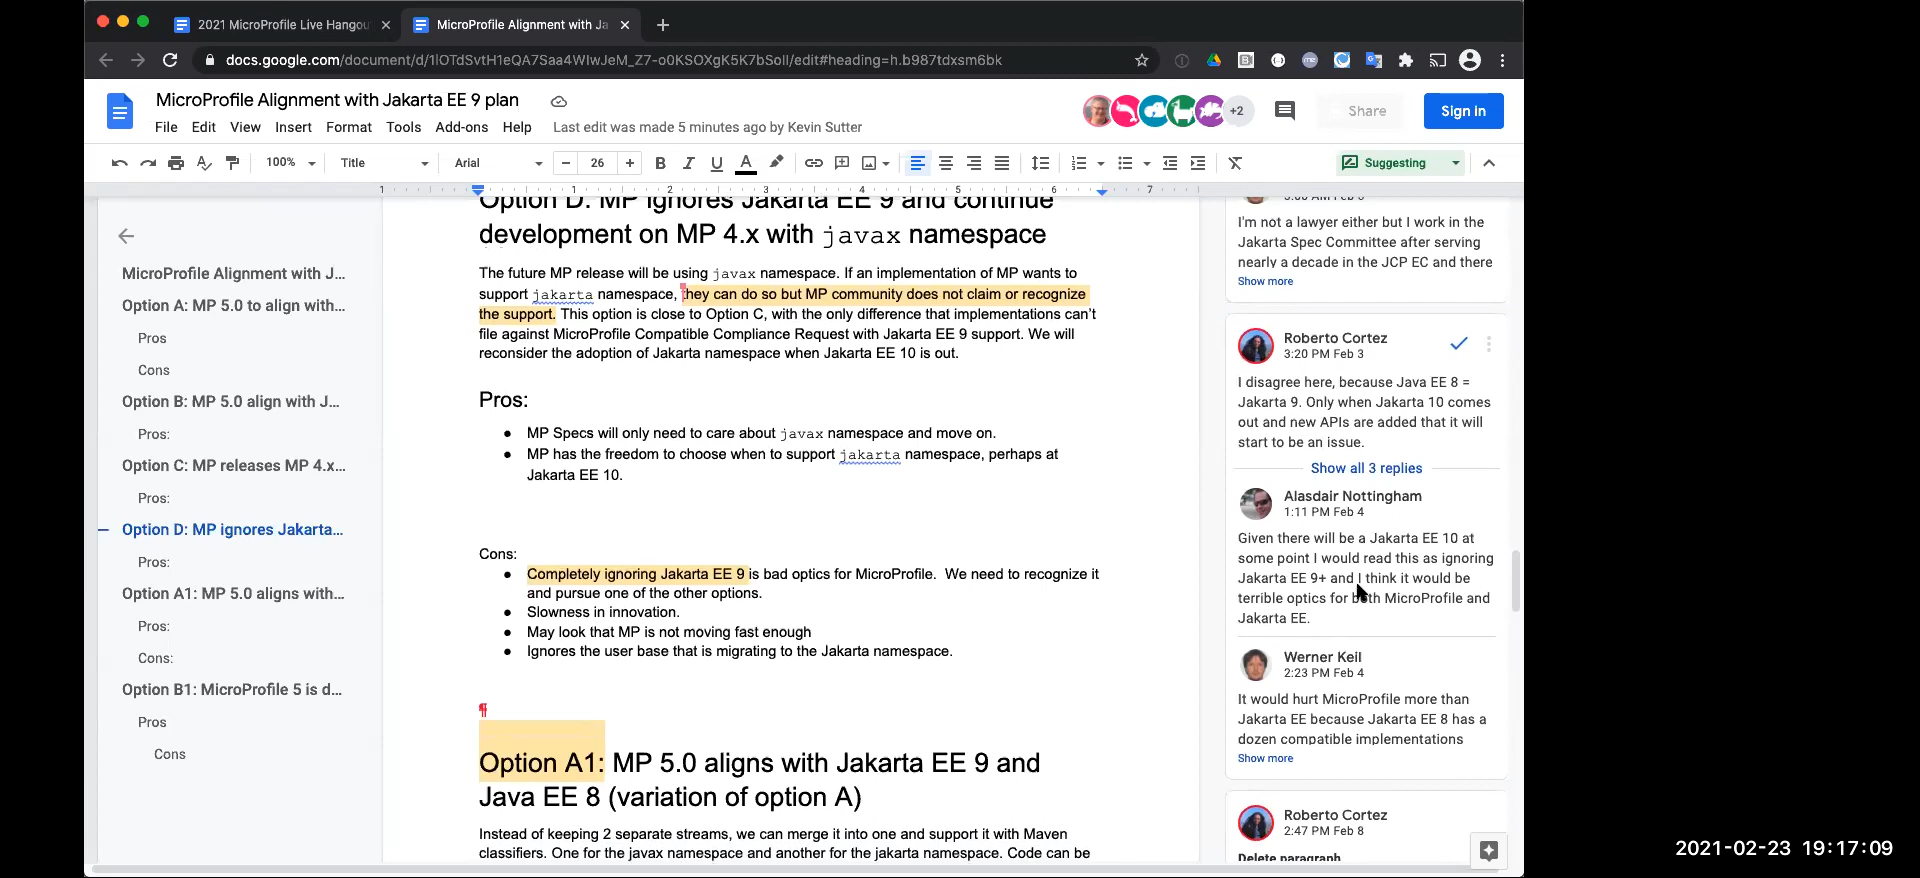 2021 MicroProfile Live Hangou
MicroProfile Alignment with Ja
docs.google.com/document/d/1lOTdSvtH1eQA7Saa4WIwJeM_Z7-o0KSOXgK5K7bSoII/edit#heading=h.b987tdxsm6bk
MicroProfile Alignment with Jakarta EE 9 plan
+2
Share
Sign in
File Edit View Insert Format Tools Add-ons Help Last edit was made 5 minutes ago by Kevin Sutter
100% Title Arial 26 B I U A Suggesting
1 1 2 3 4 5 6 7
MicroProfile Alignment with J...
Option A: MP 5.0 to align with...
Pros
Cons
Option B: MP 5.0 align with J...
Pros:
Option C: MP releases MP 4.x...
Pros:
Option D: MP ignores Jakarta...
Pros:
Option A1: MP 5.0 aligns with...
Pros:
Cons:
Option B1: MicroProfile 5 is d...
Pros
Cons
Option D: MP ignores Jakarta EE 9 and continue
development on MP 4.x with javax namespace
The future MP release will be using javax namespace. If an implementation of MP wants to
support jakarta namespace, they can do so but MP community does not claim or recognize
the support. This option is close to Option C, with the only difference that implementations can't
file against MicroProfile Compatible Compliance Request with Jakarta EE 9 support. We will
reconsider the adoption of Jakarta namespace when Jakarta EE 10 is out.
Pros:
● MP Specs will only need to care about javax namespace and move on.
● MP has the freedom to choose when to support jakarta namespace, perhaps at
Jakarta EE 10.
Cons:
● Completely ignoring Jakarta EE 9 is bad optics for MicroProfile. We need to recognize it
and pursue one of the other options.
● Slowness in innovation.
● May look that MP is not moving fast enough
● Ignores the user base that is migrating to the Jakarta namespace.
Option A1: MP 5.0 aligns with Jakarta EE 9 and
Java EE 8 (variation of option A)
Instead of keeping 2 separate streams, we can merge it into one and support it with Maven
classifiers. One for the javax namespace and another for the jakarta namespace. Code can be
I'm not a lawyer either but I work in the
Jakarta Spec Committee after serving
nearly a decade in the JCP EC and there
Show more
Roberto Cortez
3:20 PM Feb 3
I disagree here, because Java EE 8 =
Jakarta 9. Only when Jakarta 10 comes
out and new APIs are added that it will
start to be an issue.
Show all 3 replies
Alasdair Nottingham
1:11 PM Feb 4
Given there will be a Jakarta EE 10 at
some point I would read this as ignoring
Jakarta EE 9+ and I think it would be
terrible optics for both MicroProfile and
Jakarta EE.
Werner Keil
2:23 PM Feb 4
It would hurt MicroProfile more than
Jakarta EE because Jakarta EE 8 has a
dozen compatible implementations
Show more
Roberto Cortez
2:47 PM Feb 8
Delete paragraph
2021-02-23 19:17:09